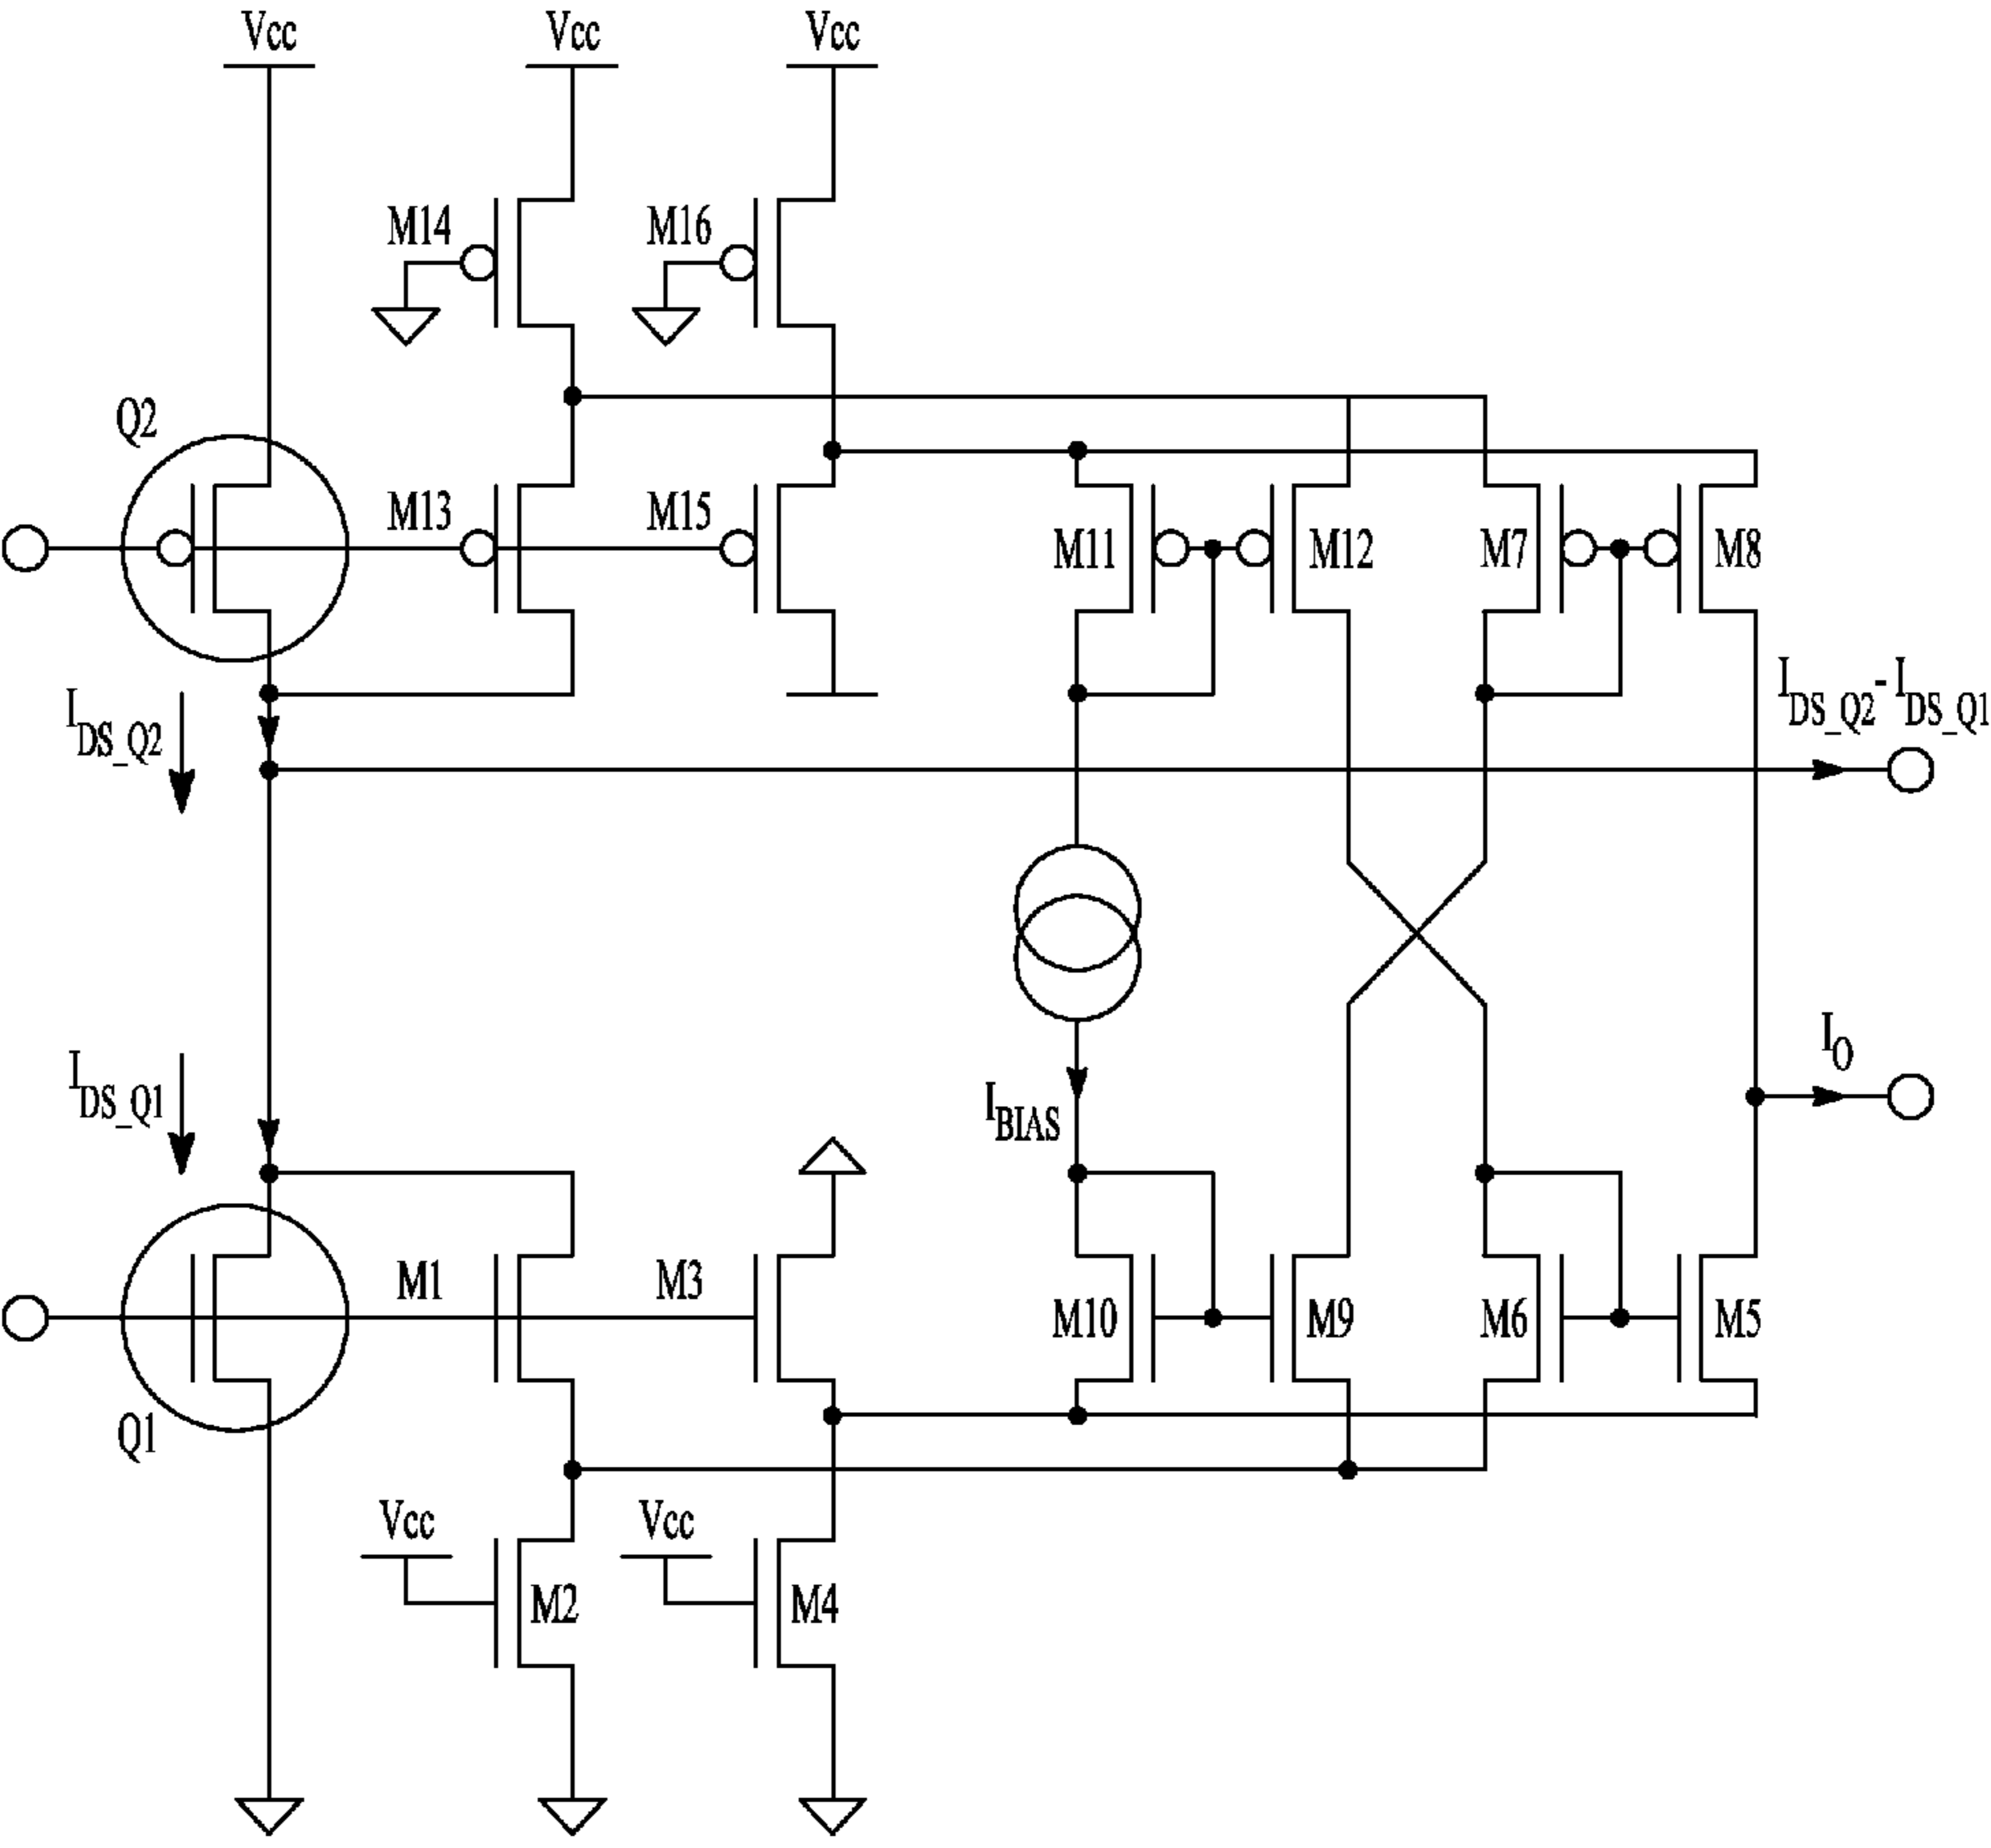 Vcc Vcc Vcc
M14 M16
Q2
M13 M15 M11 M12 M7 M8
I_DS_Q2 I_DS_Q2-I_DS_Q1
I_O
I_DS_Q1 I_BIAS
M1 M3 M10 M9 M6 M5
Q1
Vcc Vcc
M2 M4